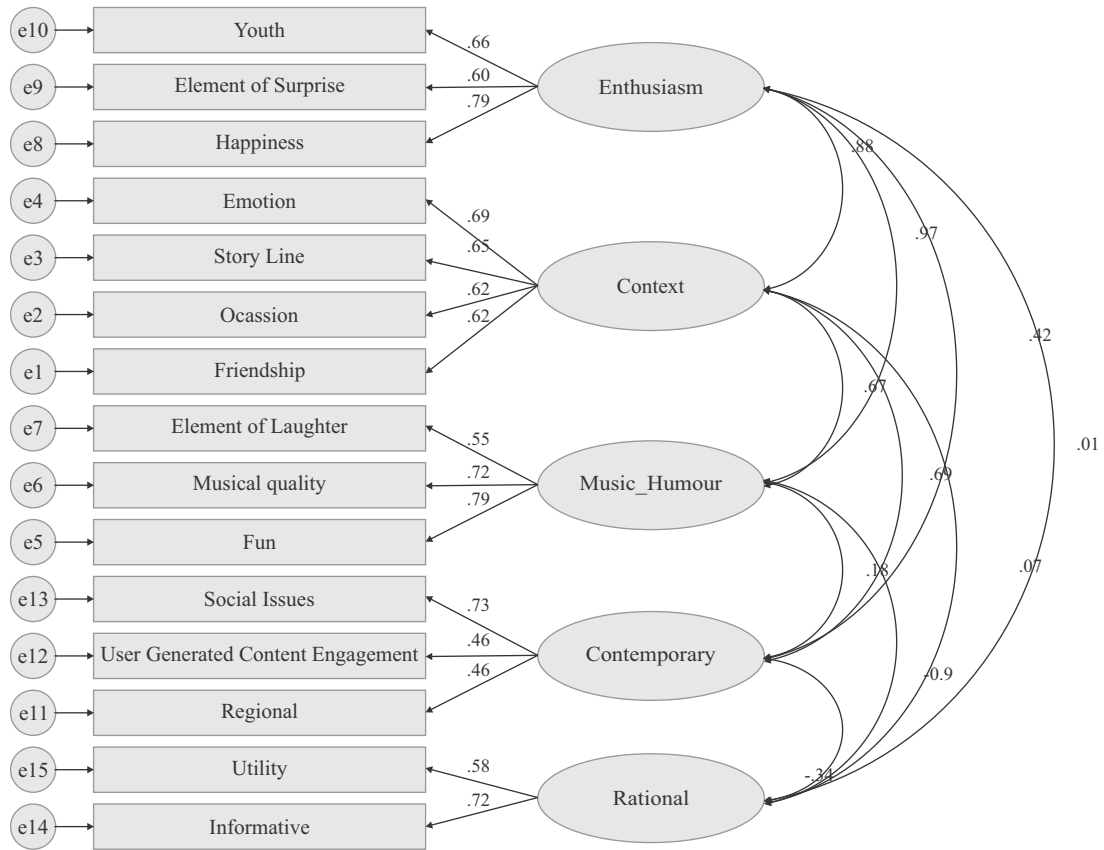 e10
Youth
.66
e9
Element of Surprise
.60
Enthusiasm
.79
e8
Happiness
.88
e4
Emotion
.69
.97
e3
Story Line
.65
Context
e2
Ocassion
.62
.62
.42
e1
Friendship
.67
e7
Element of Laughter
.55
.01
e6
Musical quality
.72
Music_Humour
.69
.79
e5
Fun
.18
.07
e13
Social Issues
.73
e12
User Generated Content Engagement
.46
Contemporary
.46
-0.9
e11
Regional
e15
Utility
.58
-.34
.72
Rational
e14
Informative